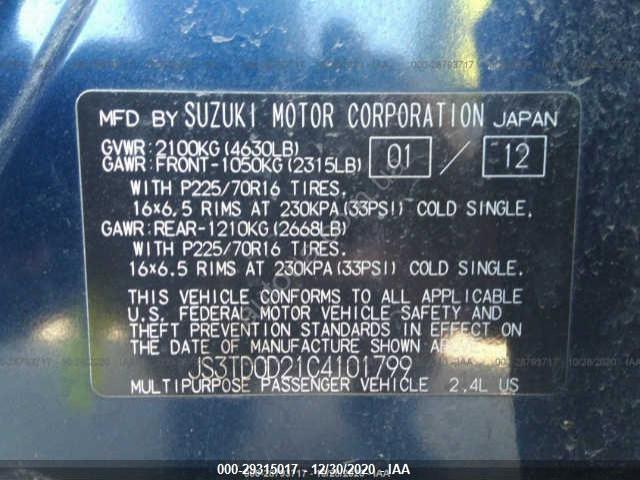 MFD BY SUZUKI MOTOR CORPORATION JAPAN
GVWR: 2100KG (4630LB)
GAWR: FRONT-1050KG (2315LB) 01 / 12
WITH P225/70R16 TIRES.
16×6.5 RIMS AT 230KPA (33PSI) COLD SINGLE.
GAWR: REAR-1210KG (2668LB)
WITH P225/70R16 TIRES.
16×6.5 RIMS AT 230KPA (33PSI) COLD SINGLE.
THIS VEHICLE CONFORMS TO ALL APPLICABLE
U.S. FEDERAL MOTOR VEHICLE SAFETY AND
THEFT PREVENTION STANDARDS IN EFFECT ON
THE DATE OF MANUFACTURE SHOWN
JS3TD0D21C4101799
MULTIPURPOSE PASSENGER VEHICLE 2.4L US
000-29315017 - 12/30/2020 - IAA